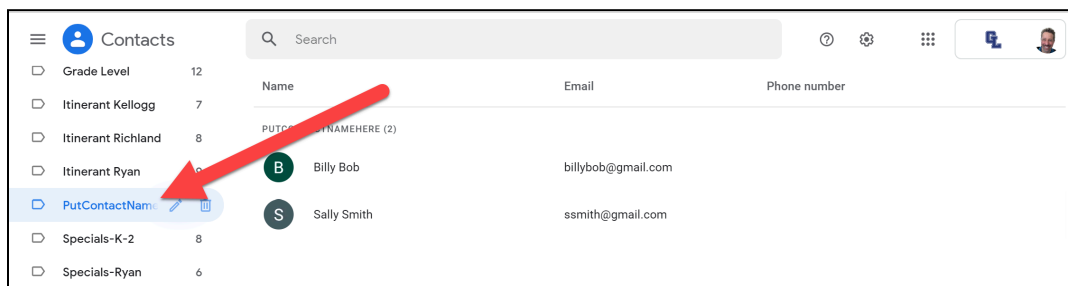 Contacts
Search
GL
Grade Level 12
Itinerant Kellogg 7
Itinerant Richland 8
Itinerant Ryan
PutContactNam
Specials-K-2 8
Specials-Ryan 6
Name Email Phone number
(2)
B Billy Bob billybob@gmail.com
S Sally Smith ssmith@gmail.com